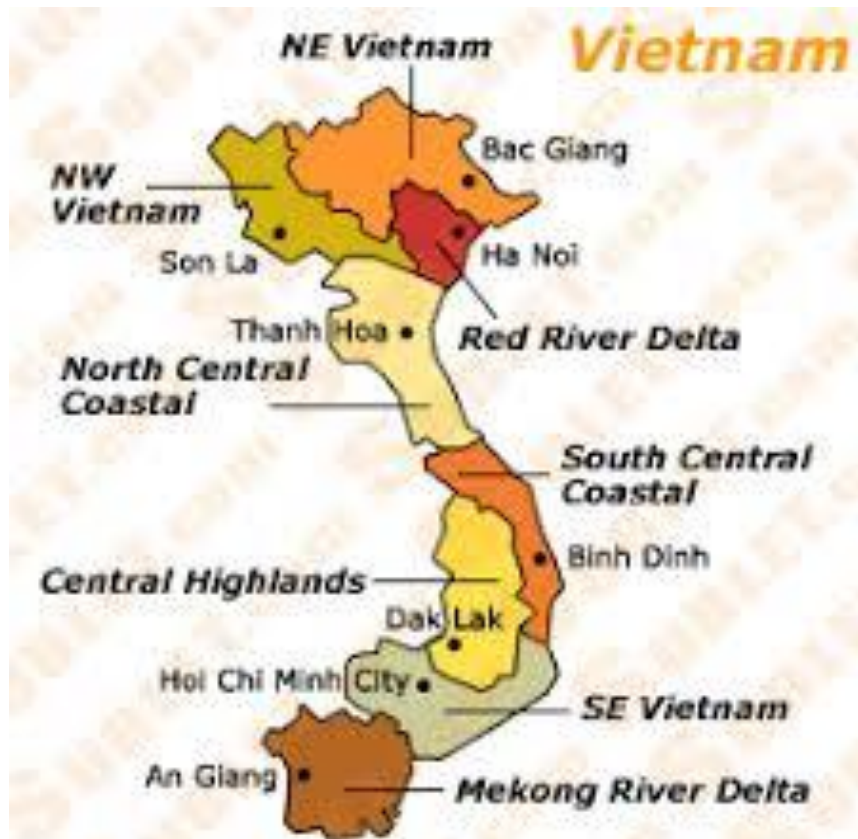 Vietnam
NE Vietnam
Bac Giang
NW
Vietnam
Son La
Ha Noi
Thanh Hoa
Red River Delta
North Central
Coastal
South Central
Coastal
Binh Dinh
Central Highlands
Dak Lak
Hoi Chi Minh City
SE Vietnam
An Giang
Mekong River Delta